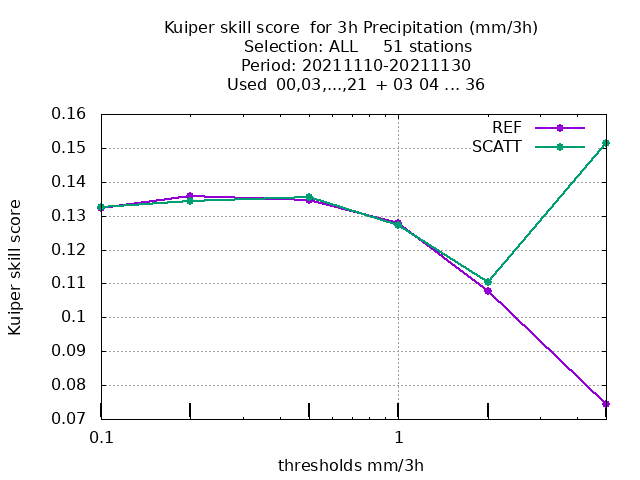 Kuiper skill score  for 3h Precipitation (mm/3h)
Selection: ALL     51 stations
Period: 20211110-20211130
Used  00,03,...,21  + 03 04 ... 36
REF
SCATT
0.16
0.15
0.14
0.13
0.12
0.11
0.1
0.09
0.08
0.07
Kuiper skill score
0.1
1
thresholds mm/3h